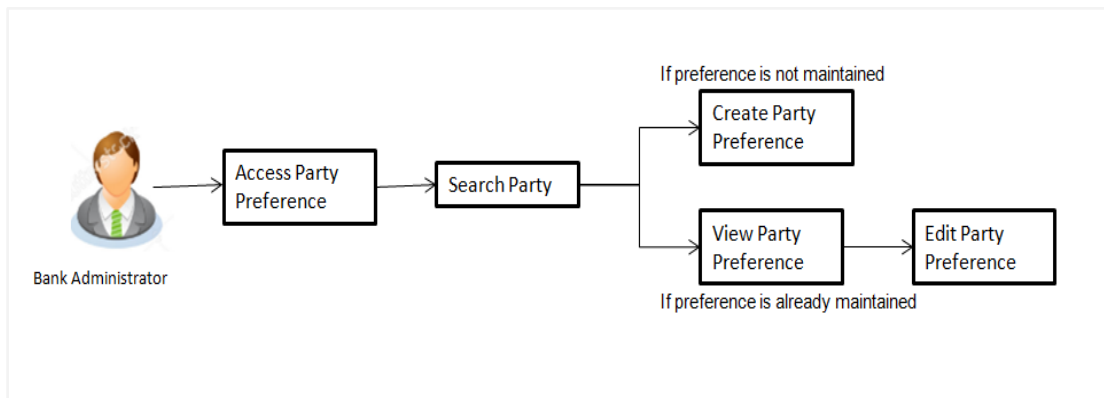 If preference is not maintained
Create Party
Preference
Access Party
Preference
Search Party
View Party
Preference
Edit Party
Preference
If preference is already maintained
Bank Administrator